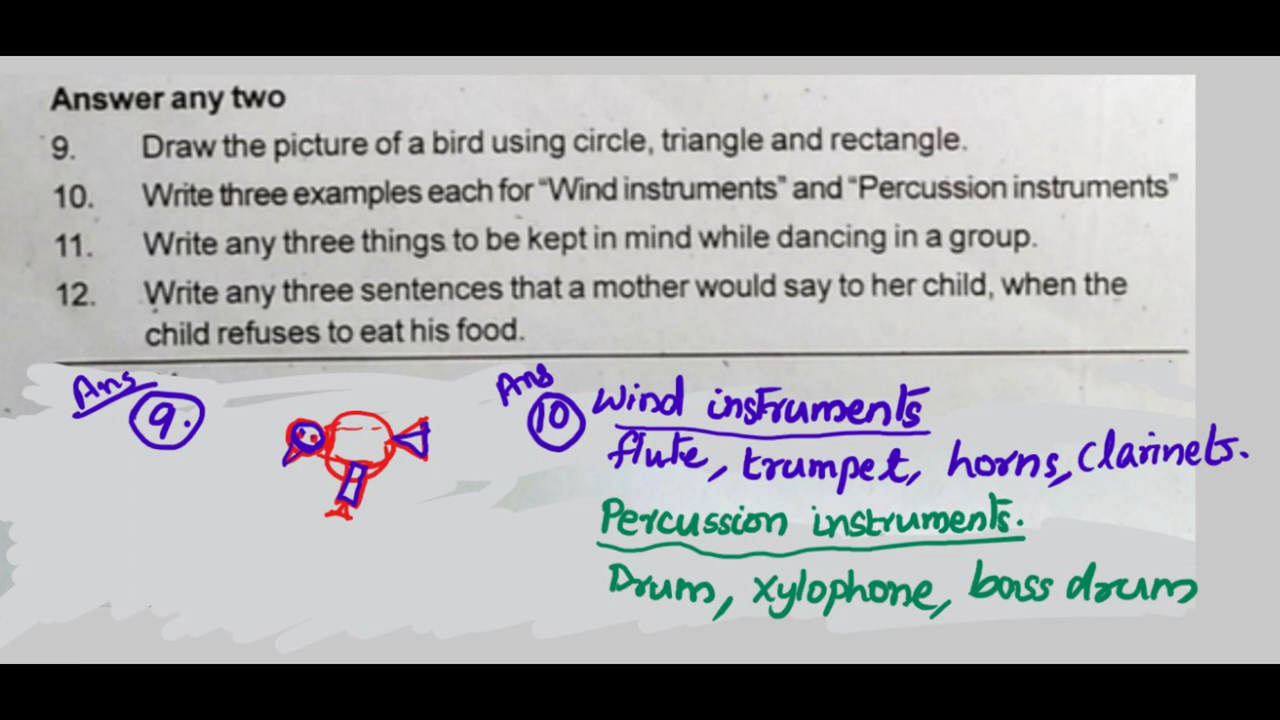 Answer any two
9. Draw the picture of a bird using circle, triangle and rectangle.
10. Write three examples each for "Wind instruments" and "Percussion instruments"
11. Write any three things to be kept in mind while dancing in a group.
12. Write any three sentences that a mother would say to her child, when the
child refuses to eat his food.
Ans 9.
Ans 10 Wind instruments
flute, trumpet, horns, Clarinets.
Percussion instruments.
Drum, xylophone, bass drum